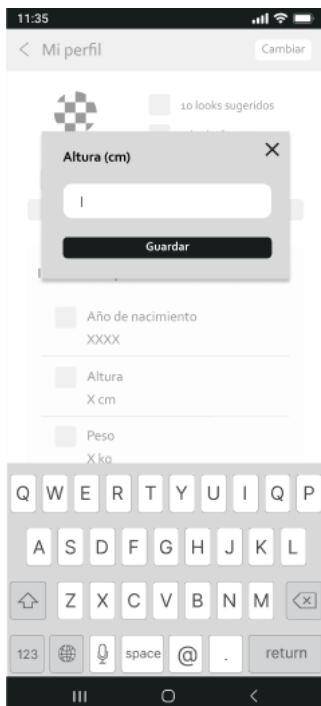 11:35
Mi perfil
Cambiar
10 looks sugeridos
Altura (cm)
Guardar
Año de nacimiento
XXXX
Altura
X cm
Peso
X kg
Q W E R T Y U I Q P
A S D F G H J K L
Z X C V B N M
123 space @ . return